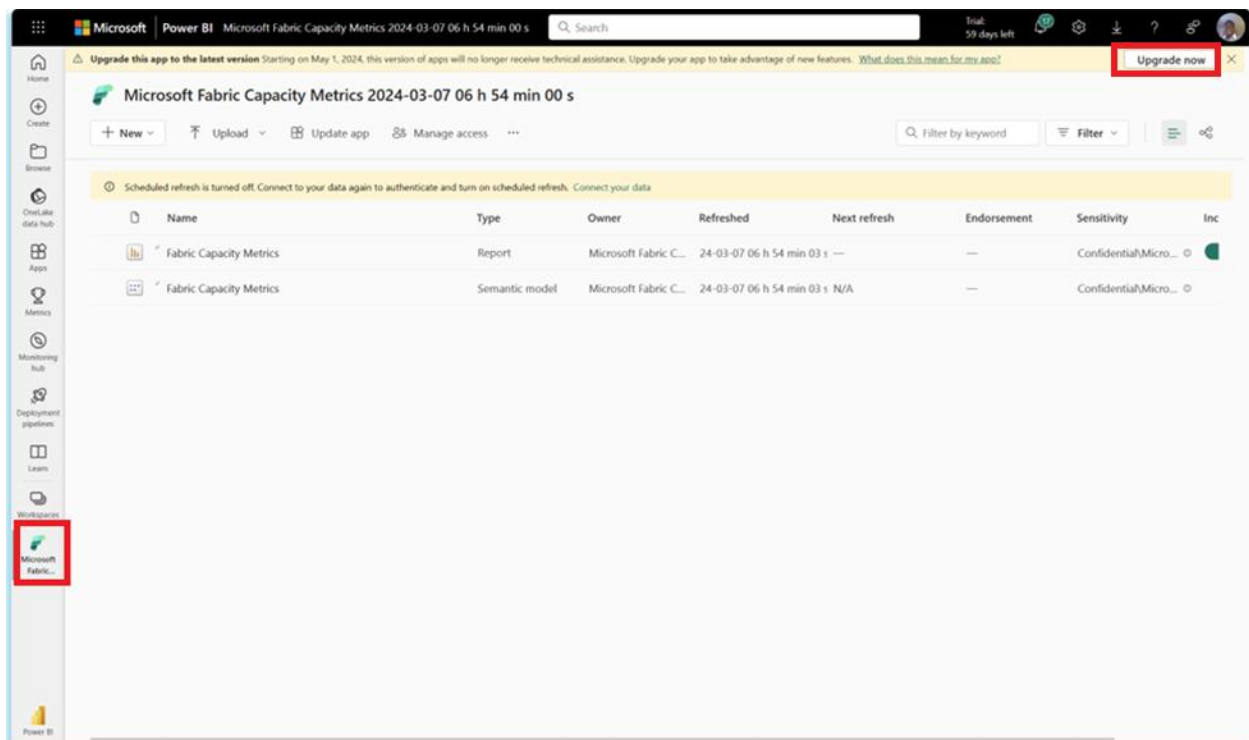 Microsoft Power BI Microsoft Fabric Capacity Metrics 2024-03-07 06 h 54 min 00 s Search Trial: 59 days left
Upgrade this app to the latest version Starting on May 1, 2024, this version of apps will no longer receive technical assistance. Upgrade your app to take advantage of new features. What does this mean for my app? Upgrade now
Home
Create
Browse
OneLake
data hub
Apps
Metrics
Monitoring
hub
Deployment
pipelines
Learn
Workspaces
Microsoft
Fabric...
Power BI
Microsoft Fabric Capacity Metrics 2024-03-07 06 h 54 min 00 s
New Upload Update app Manage access ... Filter by keyword Filter
Scheduled refresh is turned off. Connect to your data again to authenticate and turn on scheduled refresh. Connect your data
Name Type Owner Refreshed Next refresh Endorsement Sensitivity Inc
Fabric Capacity Metrics Report Microsoft Fabric C... 24-03-07 06 h 54 min 03 s — — Confidential\Micro...
Fabric Capacity Metrics Semantic model Microsoft Fabric C... 24-03-07 06 h 54 min 03 s N/A — Confidential\Micro...